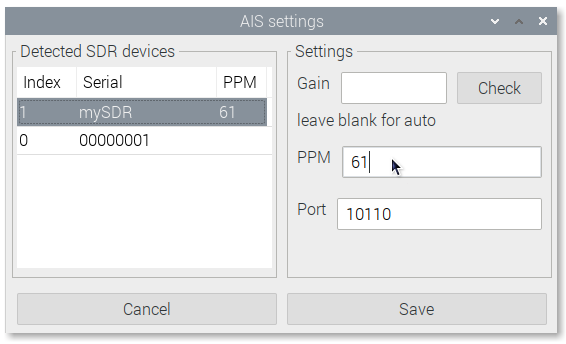 AIS settings
Detected SDR devices
Index Serial PPM
1 mySDR 61
0 00000001
Settings
Gain Check
leave blank for auto
PPM 61
Port 10110
Cancel Save